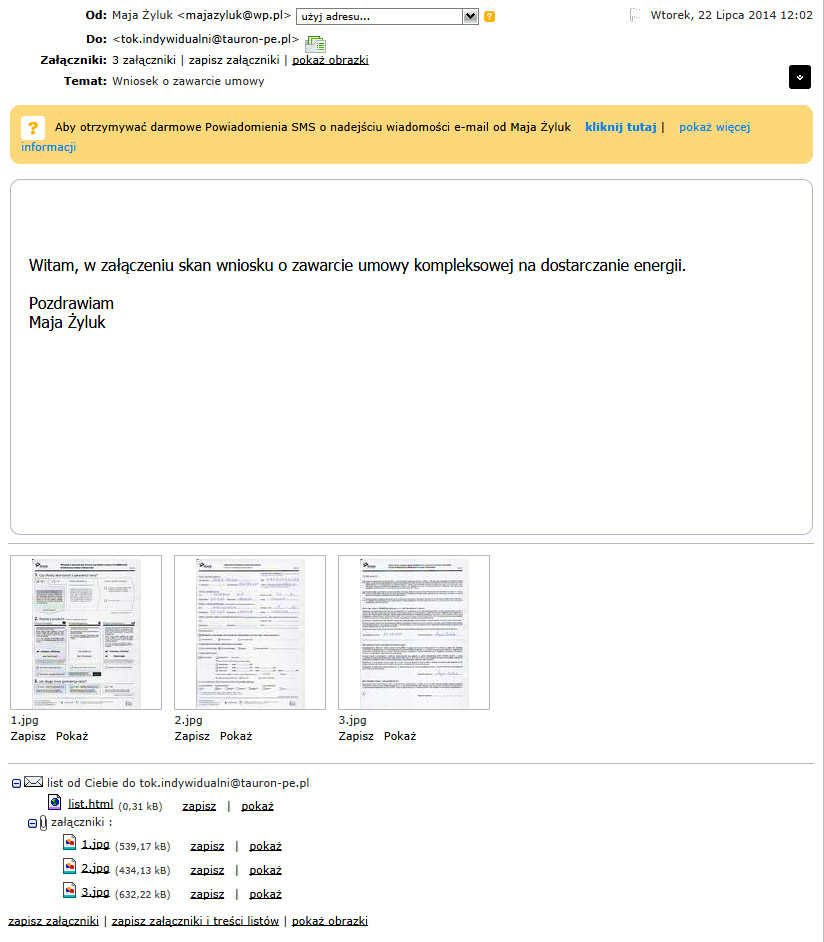 Od: Maja Żyluk <majazyluk@wp.pl> użyj adresu... ?
Wtorek, 22 Lipca 2014 12:02
Do: <tok.indywidualni@tauron-pe.pl>
Załączniki: 3 załączniki | zapisz załączniki | pokaż obrazki
Temat: Wniosek o zawarcie umowy
? Aby otrzymywać darmowe Powiadomienia SMS o nadejściu wiadomości e-mail od Maja Żyluk kliknij tutaj | pokaż więcej
informacji
Witam, w załączeniu skan wniosku o zawarcie umowy kompleksowej na dostarczanie energii.
Pozdrawiam
Maja Żyluk
1.jpg 2.jpg 3.jpg
Zapisz Pokaż Zapisz Pokaż Zapisz Pokaż
list od Ciebie do tok.indywidualni@tauron-pe.pl
list.html (0,31 kB) zapisz | pokaż
załączniki :
1.jpg (539,17 kB) zapisz | pokaż
2.jpg (434,13 kB) zapisz | pokaż
3.jpg (632,22 kB) zapisz | pokaż
zapisz załączniki | zapisz załączniki i treści listów | pokaż obrazki